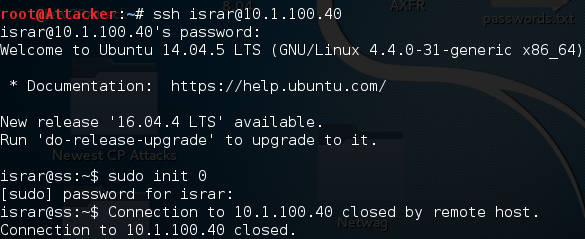 8.04
AXFR
root@Attacker:~# ssh israr@10.1.100.40
passwords.txt
israr@10.1.100.40's password:
Welcome to Ubuntu 14.04.5 LTS (GNU/Linux 4.4.0-31-generic x86_64)
* Documentation:  https://help.ubuntu.com/
New release '16.04.4 LTS' available.
Run 'do-release-upgrade' to upgrade to it.
Newest CP Attacks
israr@ss:~$ sudo init 0
[sudo] password for israr:
Netwag
israr@ss:~$ Connection to 10.1.100.40 closed by remote host.
Connection to 10.1.100.40 closed.